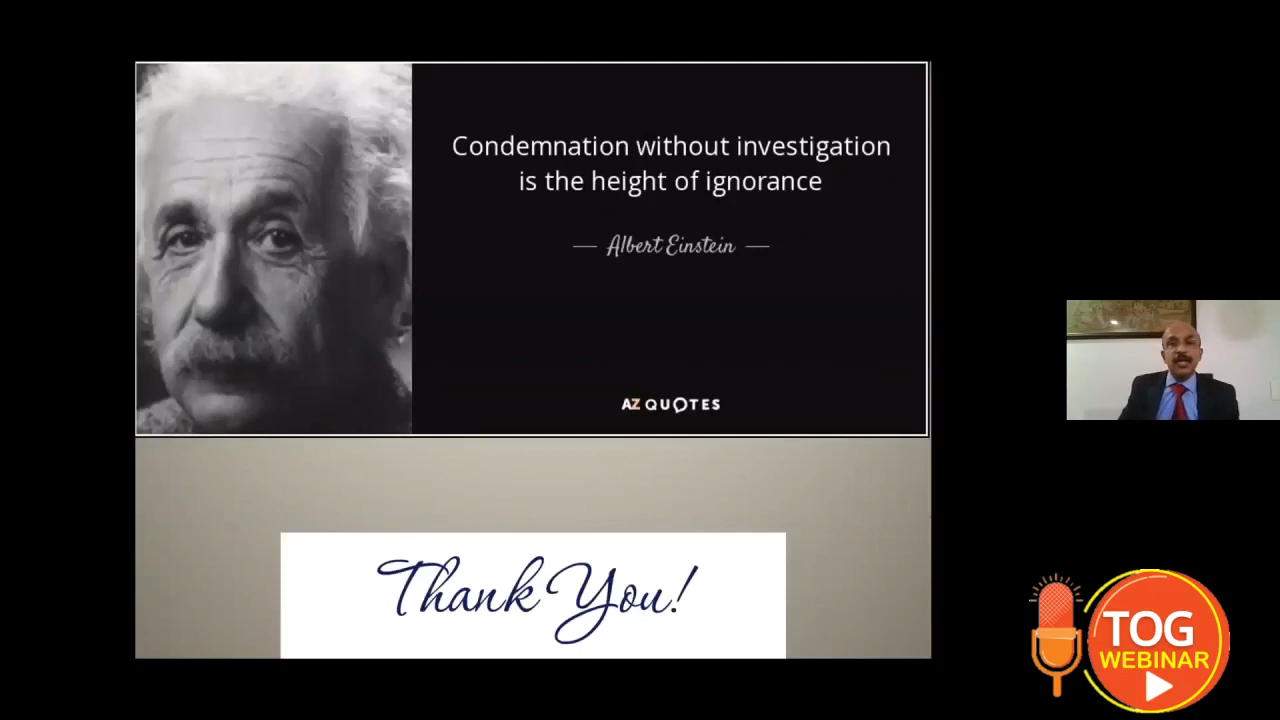 Condemnation without investigation
is the height of ignorance
Albert Einstein
AZ QUOTES
Thank You!
TOG
WEBINAR